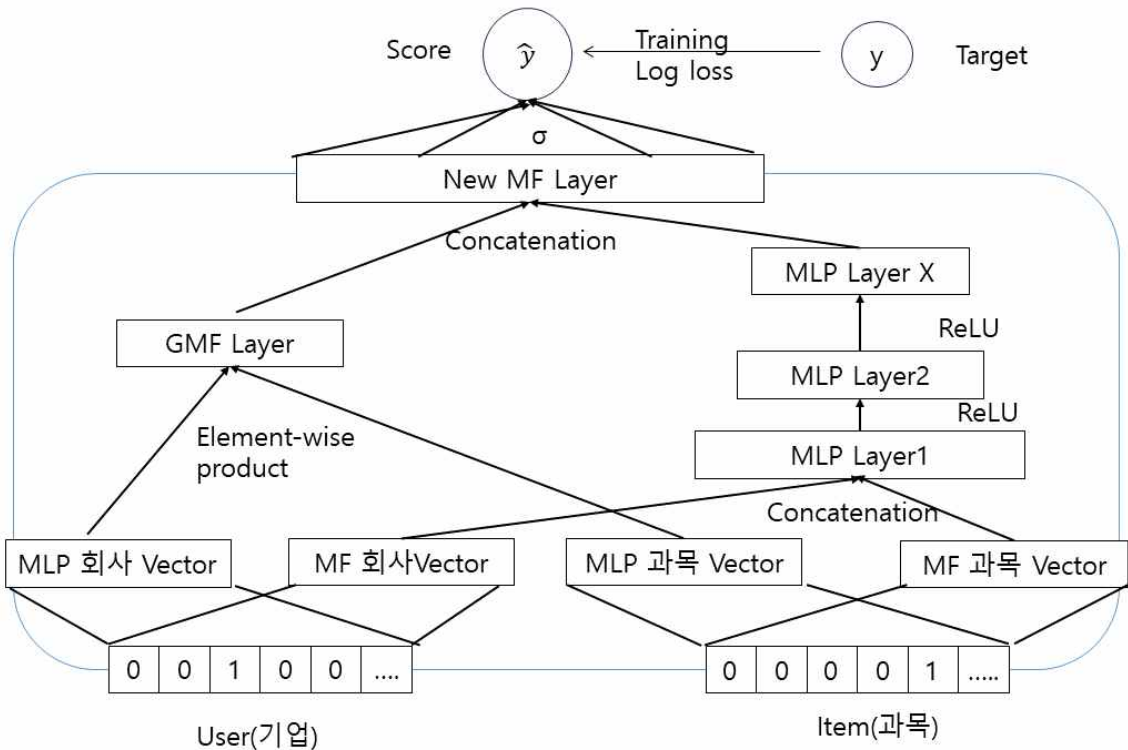 Score
ŷ
Training
Log loss
y
Target
σ
New MF Layer
Concatenation
MLP Layer X
ReLU
GMF Layer
MLP Layer2
ReLU
Element-wise
product
MLP Layer1
Concatenation
MLP 회사 Vector
MF 회사Vector
MLP 과목 Vector
MF 과목 Vector
0 0 1 0 0 ....
0 0 0 0 1 .....
User(기업)
Item(과목)